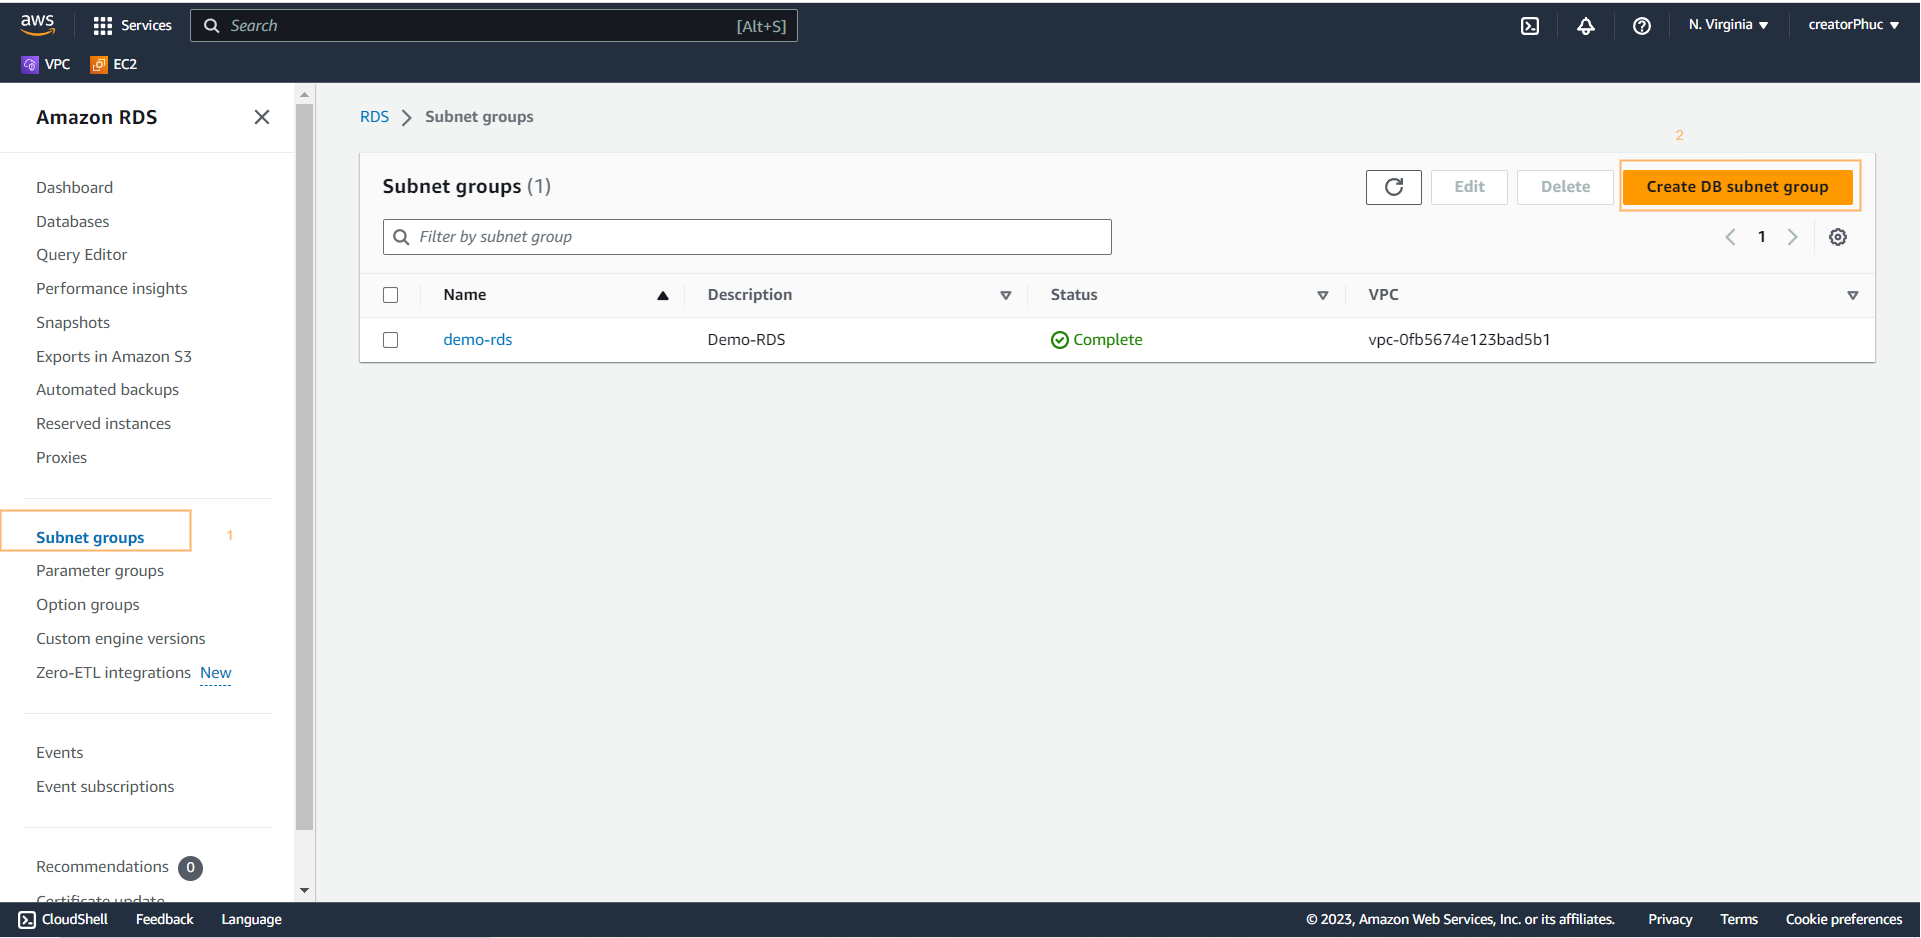 aws
Services
Search [Alt+S]
N. Virginia
creatorPhuc
VPC
EC2
Amazon RDS
Dashboard
Databases
Query Editor
Performance insights
Snapshots
Exports in Amazon S3
Automated backups
Reserved instances
Proxies
Subnet groups 1
Parameter groups
Option groups
Custom engine versions
Zero-ETL integrations New
Events
Event subscriptions
Recommendations 0
Certificate update
RDS Subnet groups
2
Subnet groups (1)
Edit
Delete
Create DB subnet group
Filter by subnet group
1
Name Description Status VPC
demo-rds Demo-RDS Complete vpc-0fb5674e123bad5b1
CloudShell Feedback Language
© 2023, Amazon Web Services, Inc. or its affiliates. Privacy Terms Cookie preferences